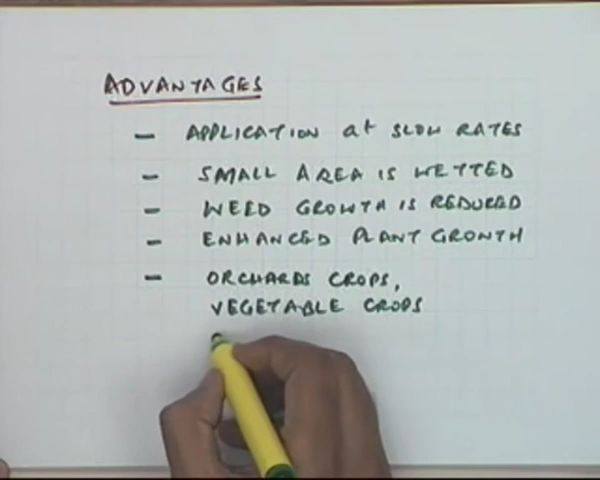 ADVANTAGES
- APPLICATION at SLOW RATES
- SMALL AREA IS WETTED
- WEED GROWTH IS REDUCED
- ENHANCED PLANT GROWTH
- ORCHARDS CROPS,
VEGETABLE CROPS